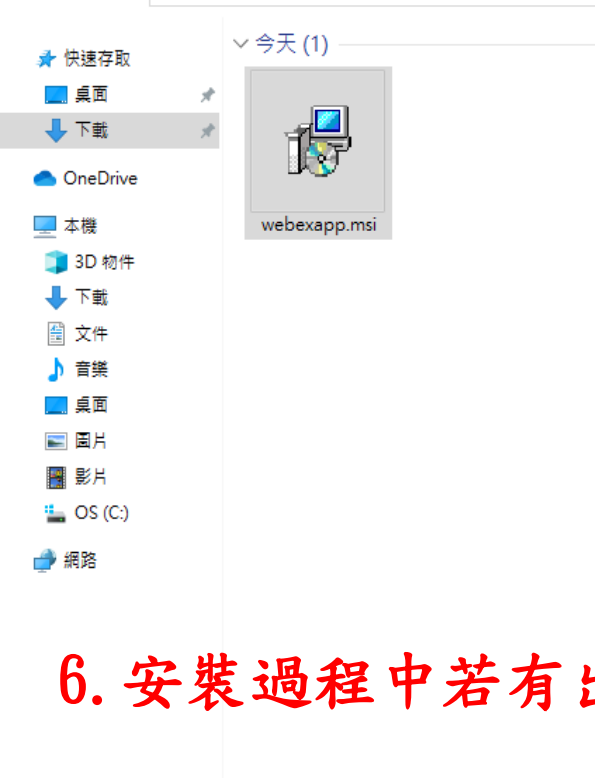 快速存取
桌面
下載
OneDrive
本機
3D 物件
下載
文件
音樂
桌面
圖片
影片
OS (C:)
網路
今天 (1)
webexapp.msi
6.安裝過程中若有